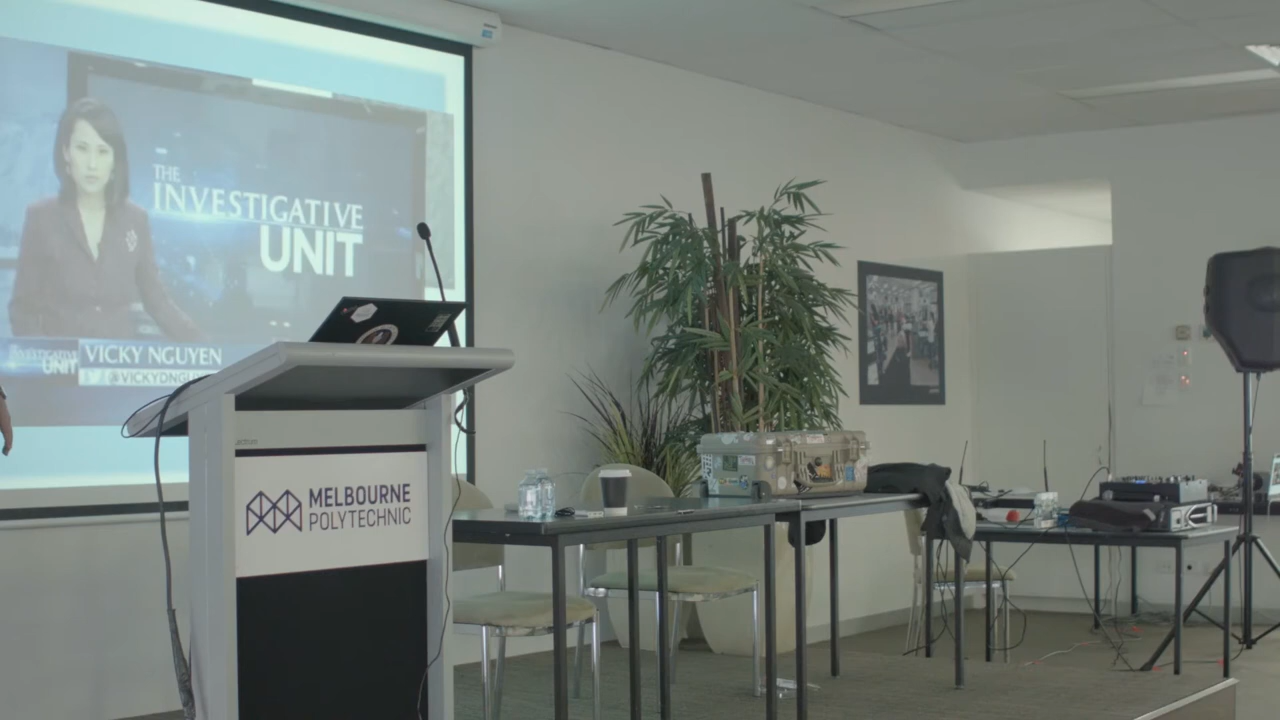 THE
INVESTIGATIVE
UNIT
INVESTIGATIVE
UNIT
VICKY NGUYEN
MELBOURNE
POLYTECHNIC